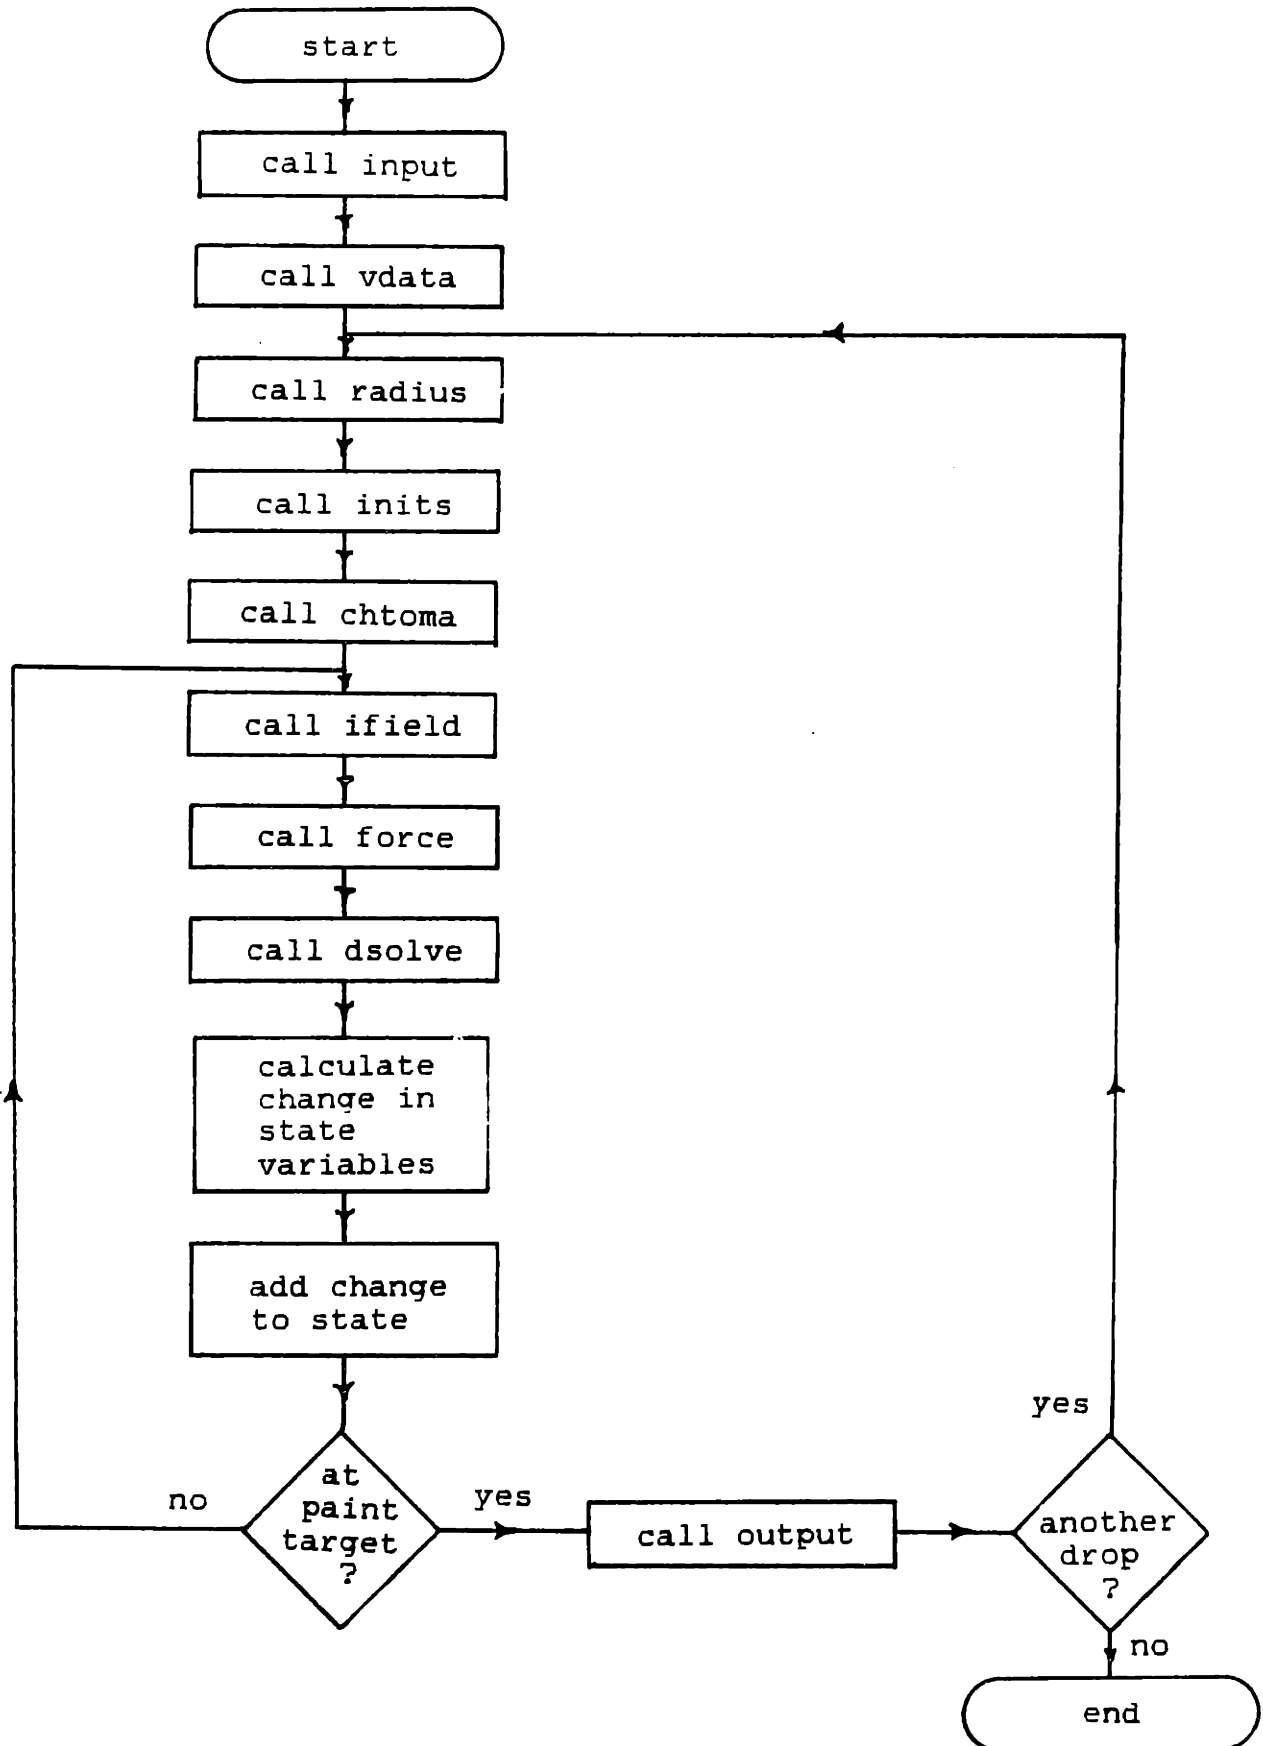 start
call input
call vdata
call radius
call inits
call chtoma
call ifield
call force
call dsolve
calculate
change in
state
variables
add change
to state
at
paint
target
?
no
yes
call output
another
drop
?
yes
no
end